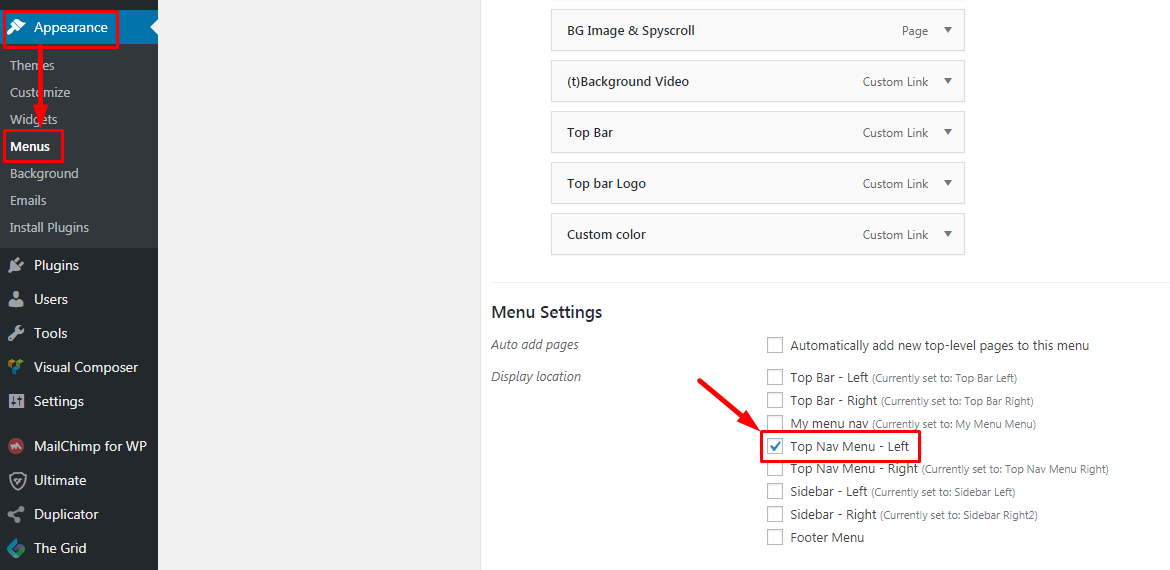 Appearance
Themes
Customize
Widgets
Menus
Background
Emails
Install Plugins
Plugins
Users
Tools
Visual Composer
Settings
MailChimp for WP
Ultimate
Duplicator
The Grid
BG Image & Spyscroll Page
(t)Background Video Custom Link
Top Bar Custom Link
Top bar Logo Custom Link
Custom color Custom Link
Menu Settings
Auto add pages Automatically add new top-level pages to this menu
Display location Top Bar - Left (Currently set to: Top Bar Left)
Top Bar - Right (Currently set to: Top Bar Right)
My menu nav (Currently set to: My Menu Menu)
Top Nav Menu - Left
Top Nav Menu - Right (Currently set to: Top Nav Menu Right)
Sidebar - Left (Currently set to: Sidebar Left)
Sidebar - Right (Currently set to: Sidebar Right2)
Footer Menu